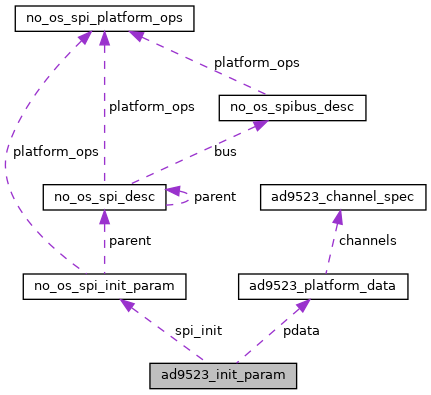 no_os_spi_platform_ops
platform_ops
no_os_spibus_desc
platform_ops
platform_ops
bus
no_os_spi_desc
parent
ad9523_channel_spec
parent
channels
no_os_spi_init_param
ad9523_platform_data
spi_init
pdata
ad9523_init_param